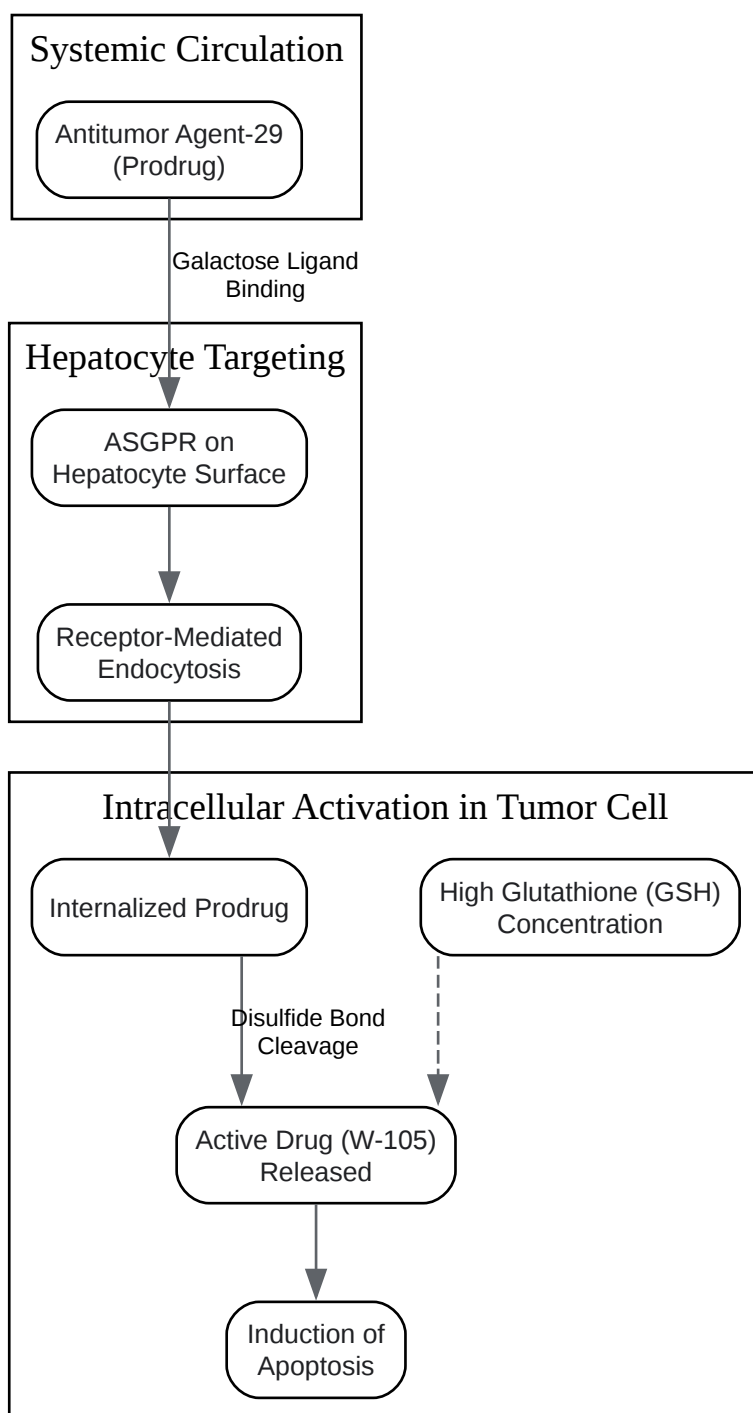 Systemic Circulation
Antitumor Agent-29
(Prodrug)
Galactose Ligand
Binding
Hepatocyte Targeting
ASGPR on
Hepatocyte Surface
Receptor-Mediated
Endocytosis
Intracellular Activation in Tumor Cell
Internalized Prodrug
High Glutathione (GSH)
Concentration
Disulfide Bond
Cleavage
Active Drug (W-105)
Released
Induction of
Apoptosis